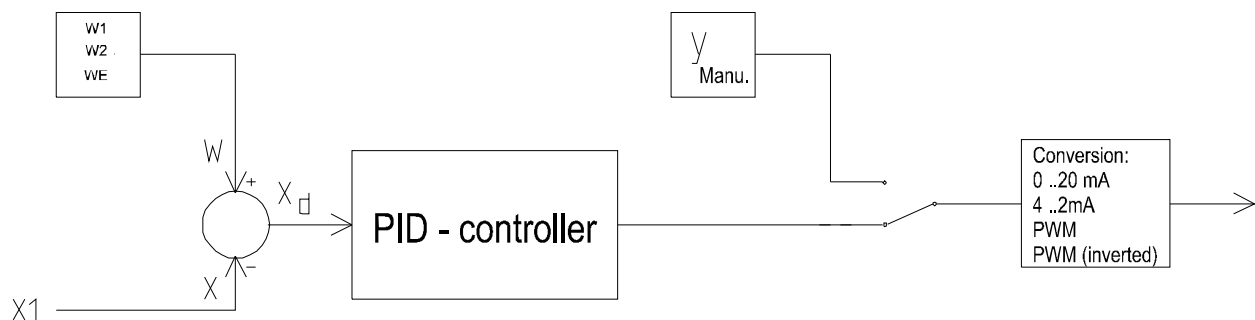 W1
W2
WE
y
Manu.
W
+
X
d
PID - controller
X
-
X1
Conversion:
0 ..20 mA
4 ..2mA
PWM
PWM (inverted)